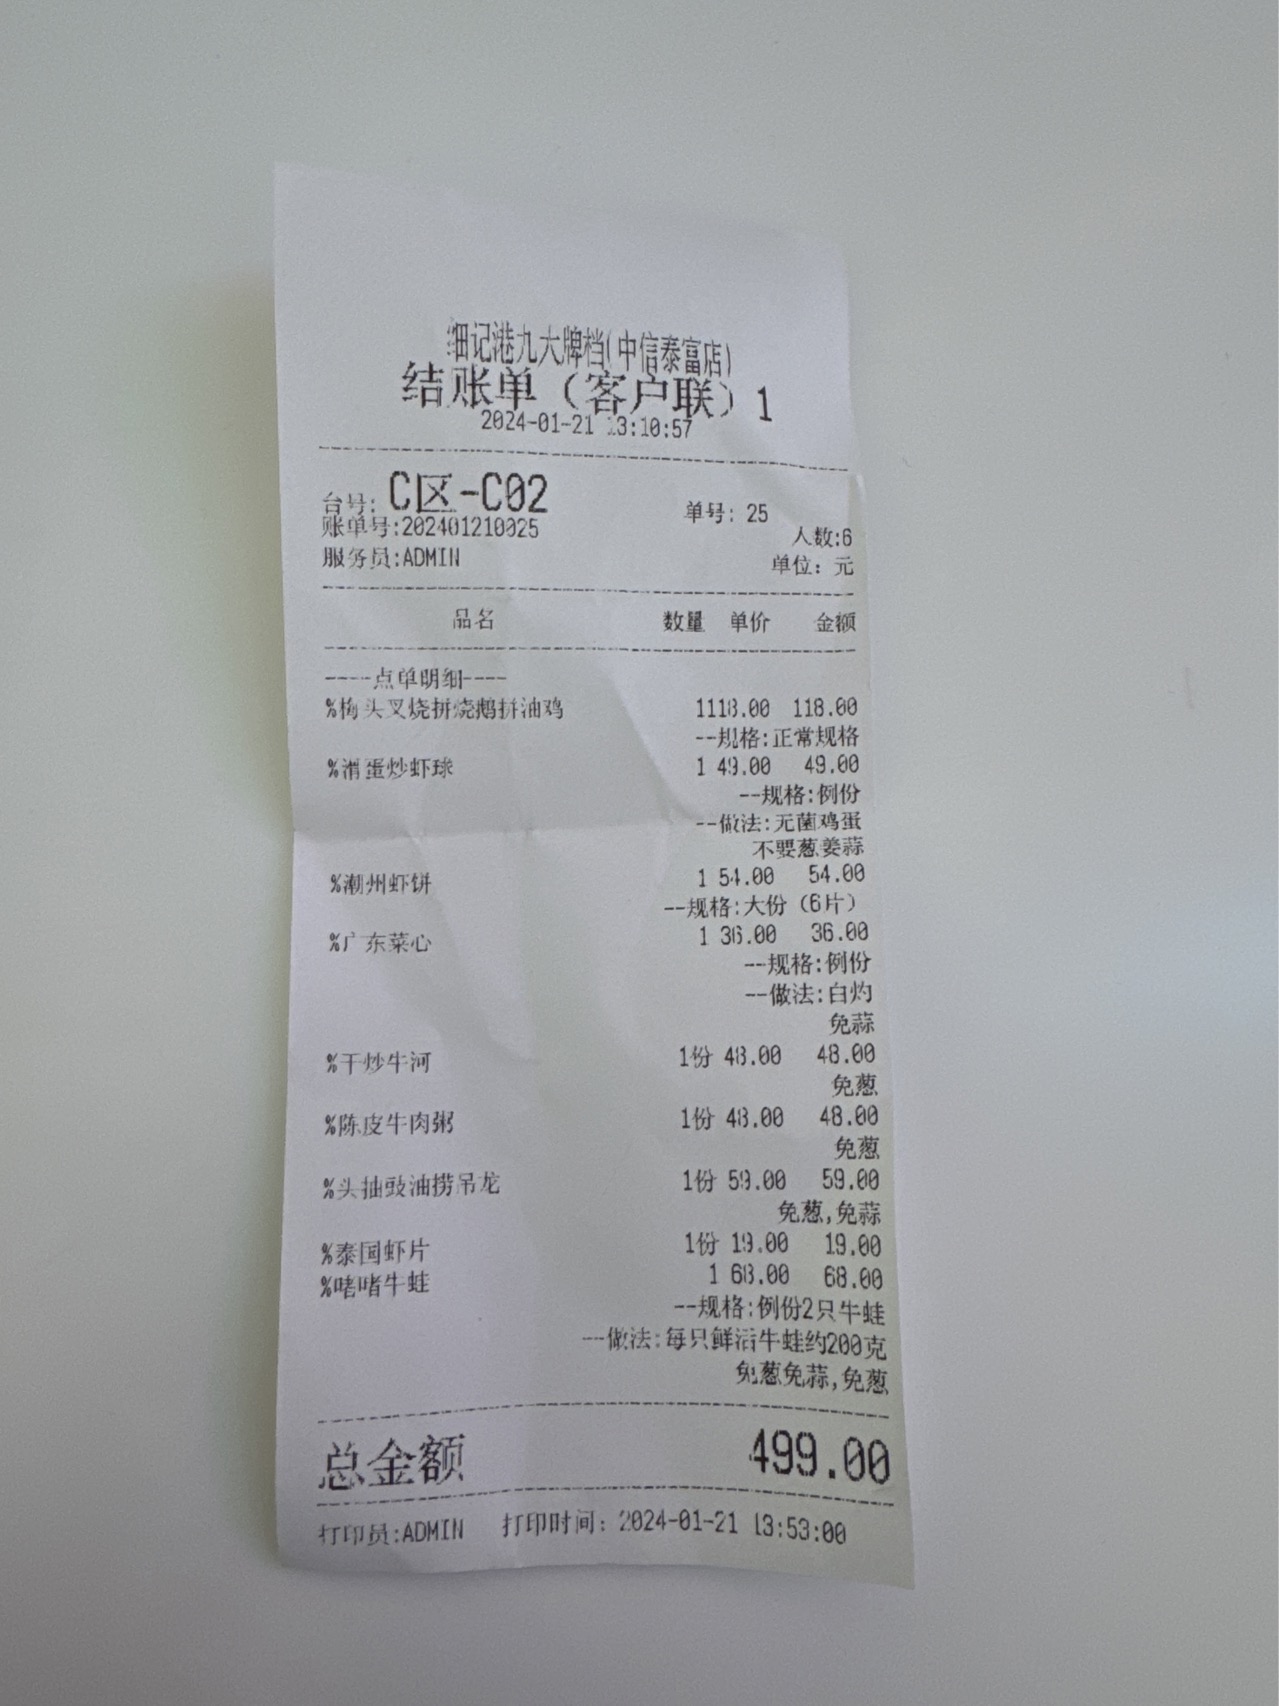 细记港九大牌档(中信泰富店)
结账单（客户联）1
2024-01-21 13:10:57
台号: C区-C02 单号: 25
账单号:202401210025 人数:6
服务员:ADMIN 单位: 元
品名 数量 单价 金额
----点单明细----
%梅头叉烧拼烧鹅拼油鸡 1118.00 118.00
--规格:正常规格
%滑蛋炒虾球 1 49.00 49.00
--规格:例份
--做法:无菌鸡蛋
不要葱姜蒜
%潮州虾饼 1 54.00 54.00
--规格:大份（6片）
%广东菜心 1 36.00 36.00
--规格:例份
--做法:白灼
免蒜
%干炒牛河 1份 48.00 48.00
免葱
%陈皮牛肉粥 1份 48.00 48.00
免葱
%头抽豉油捞吊龙 1份 59.00 59.00
免葱,免蒜
%泰国虾片 1份 19.00 19.00
%啫啫牛蛙 1 68.00 68.00
--规格:例份2只牛蛙
--做法:每只鲜活牛蛙约200克
免葱免蒜,免葱
总金额 499.00
打印员:ADMIN 打印时间: 2024-01-21 13:53:00